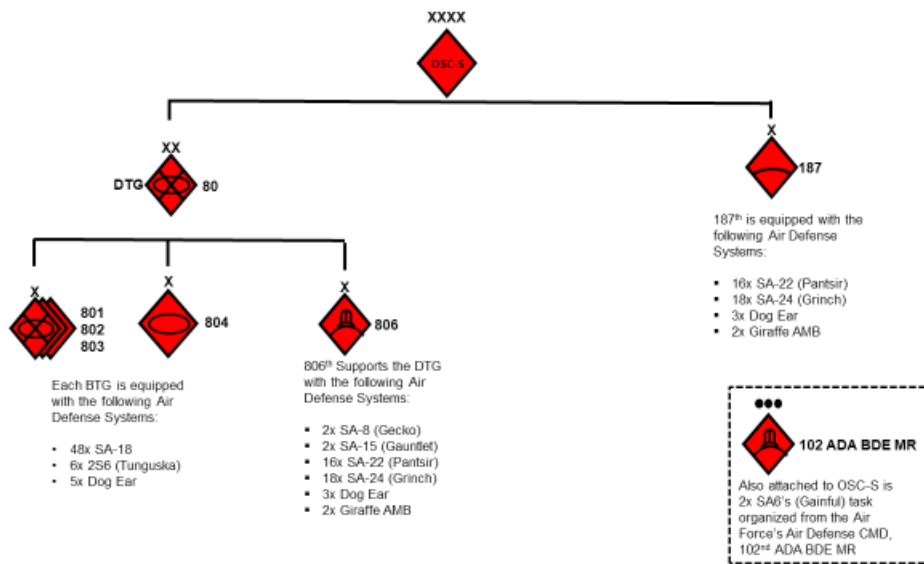 XXXX
OSC-S
XX
DTG 80
X
187
187th is equipped with the
following Air Defense
Systems:
▪ 16x SA-22 (Pantsir)
▪ 18x SA-24 (Grinch)
▪ 3x Dog Ear
▪ 2x Giraffe AMB
X
801
802
803
X
804
X
806
Each BTG is equipped
with the following Air
Defense Systems:
▪ 48x SA-18
▪ 6x 2S6 (Tunguska)
▪ 5x Dog Ear
806th Supports the DTG
with the following Air
Defense Systems:
▪ 2x SA-8 (Gecko)
▪ 2x SA-15 (Gauntlet)
▪ 16x SA-22 (Pantsir)
▪ 18x SA-24 (Grinch)
▪ 3x Dog Ear
▪ 2x Giraffe AMB
102 ADA BDE MR
Also attached to OSC-S is
2x SA6's (Gainful) task
organized from the Air
Force's Air Defense CMD,
102nd ADA BDE MR